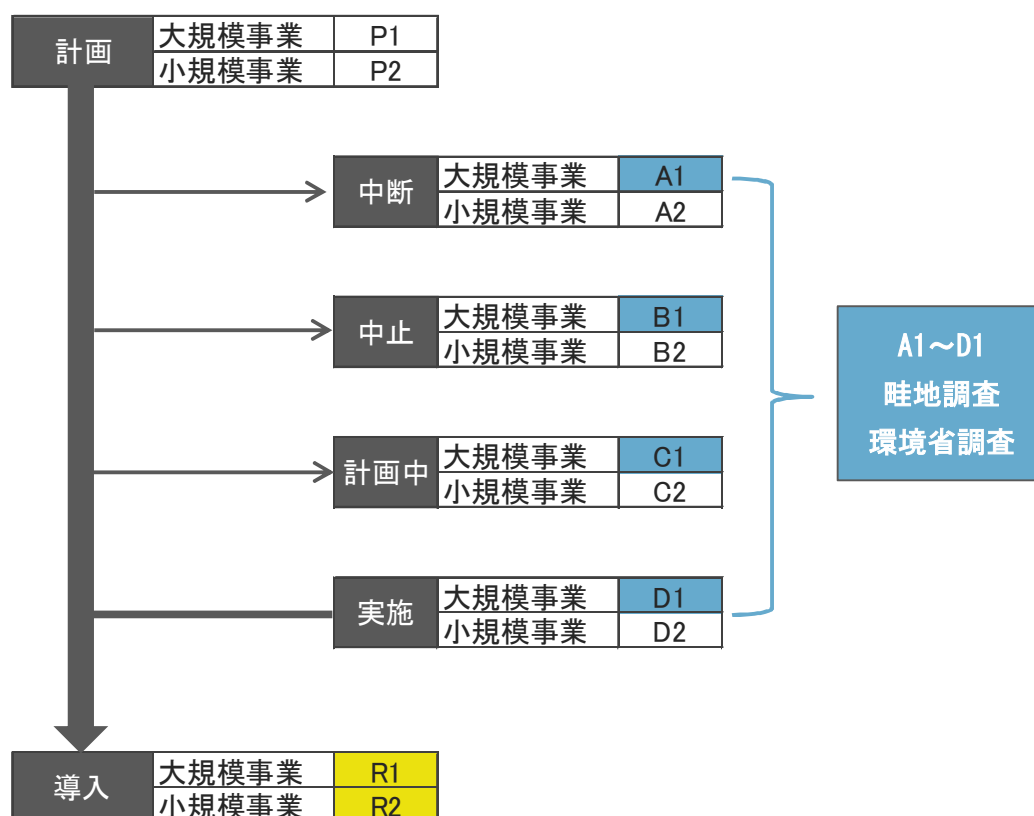 計画 大規模事業 P1
小規模事業 P2
中断 大規模事業 A1
小規模事業 A2
中止 大規模事業 B1
小規模事業 B2
A1～D1
畦地調査
環境省調査
計画中 大規模事業 C1
小規模事業 C2
実施 大規模事業 D1
小規模事業 D2
導入 大規模事業 R1
小規模事業 R2